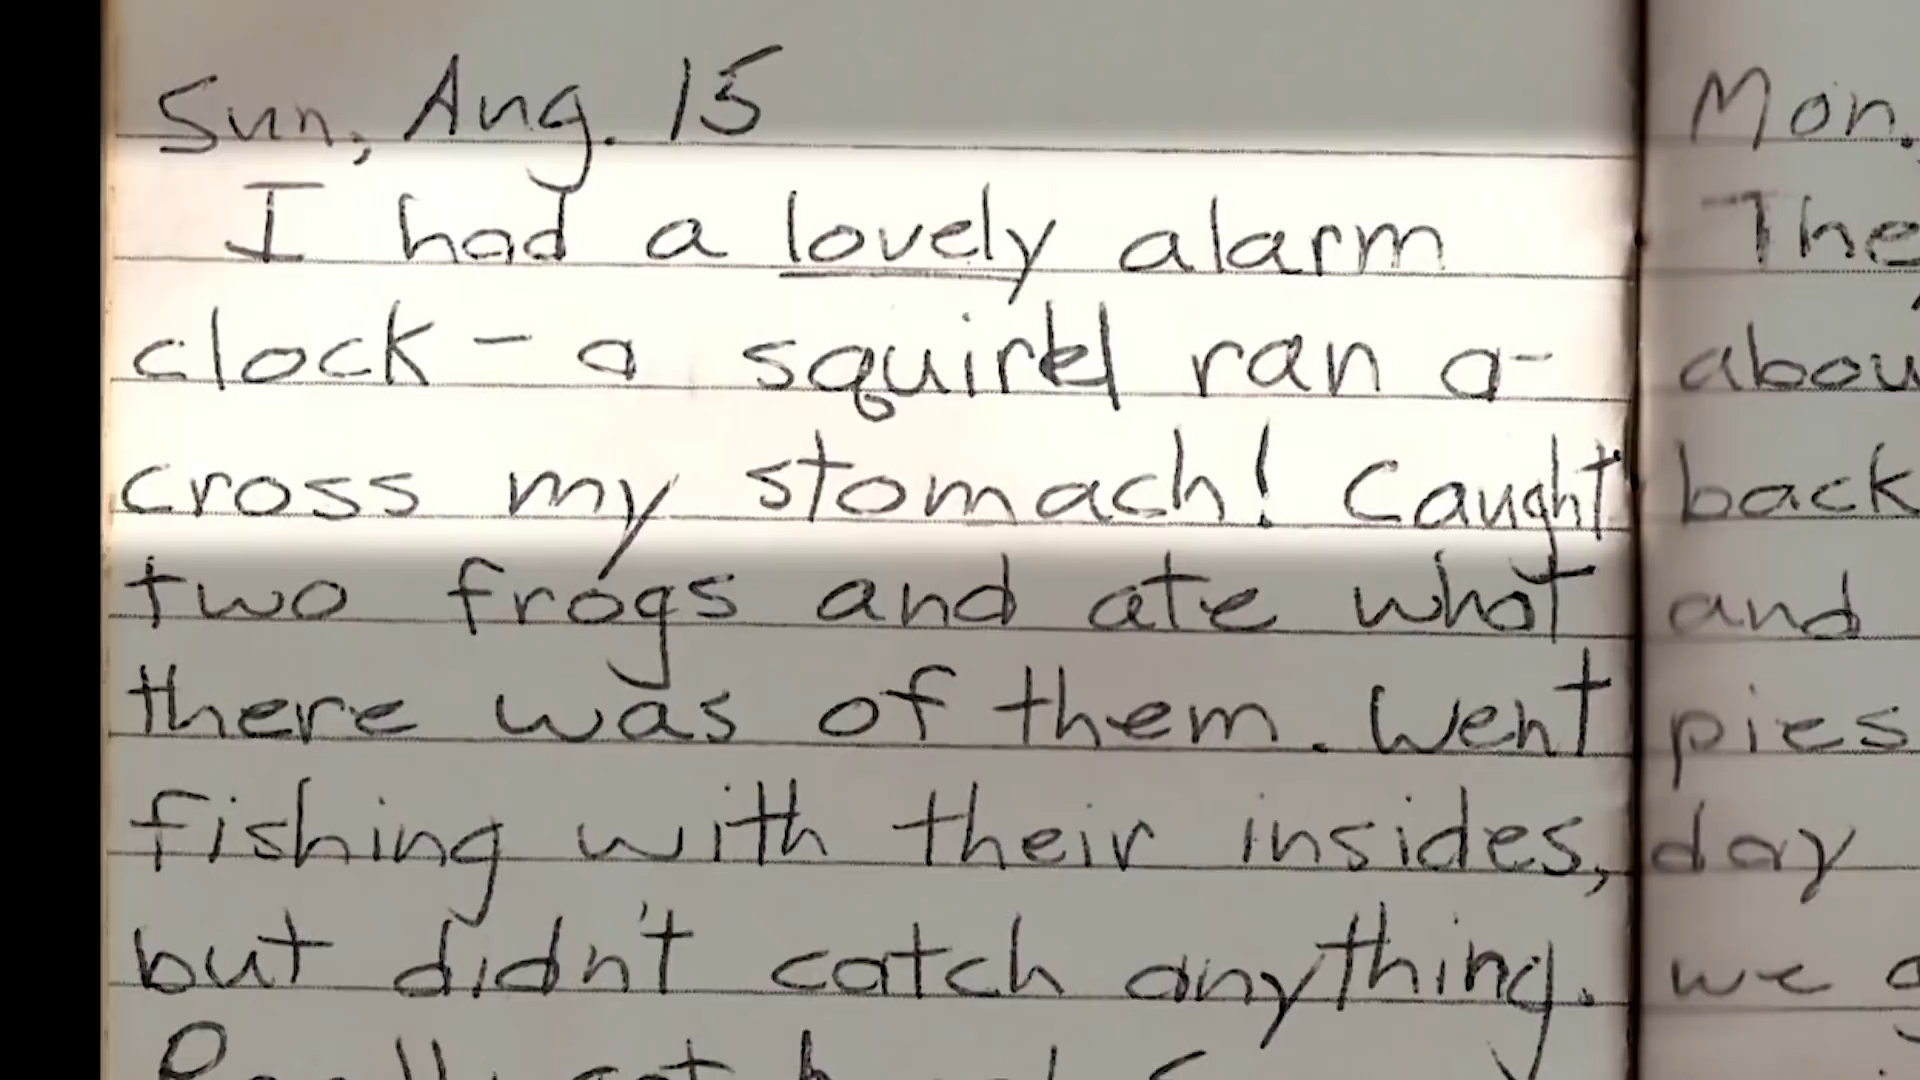 Sun, Aug. 15
I had a lovely alarm
clock - a squirrel ran a-
cross my stomach! Caught
two frogs and ate what
there was of them. Went
fishing with their insides,
but didn't catch anything.
Really got
Mon.
The
abou
back
and
pies
day
we